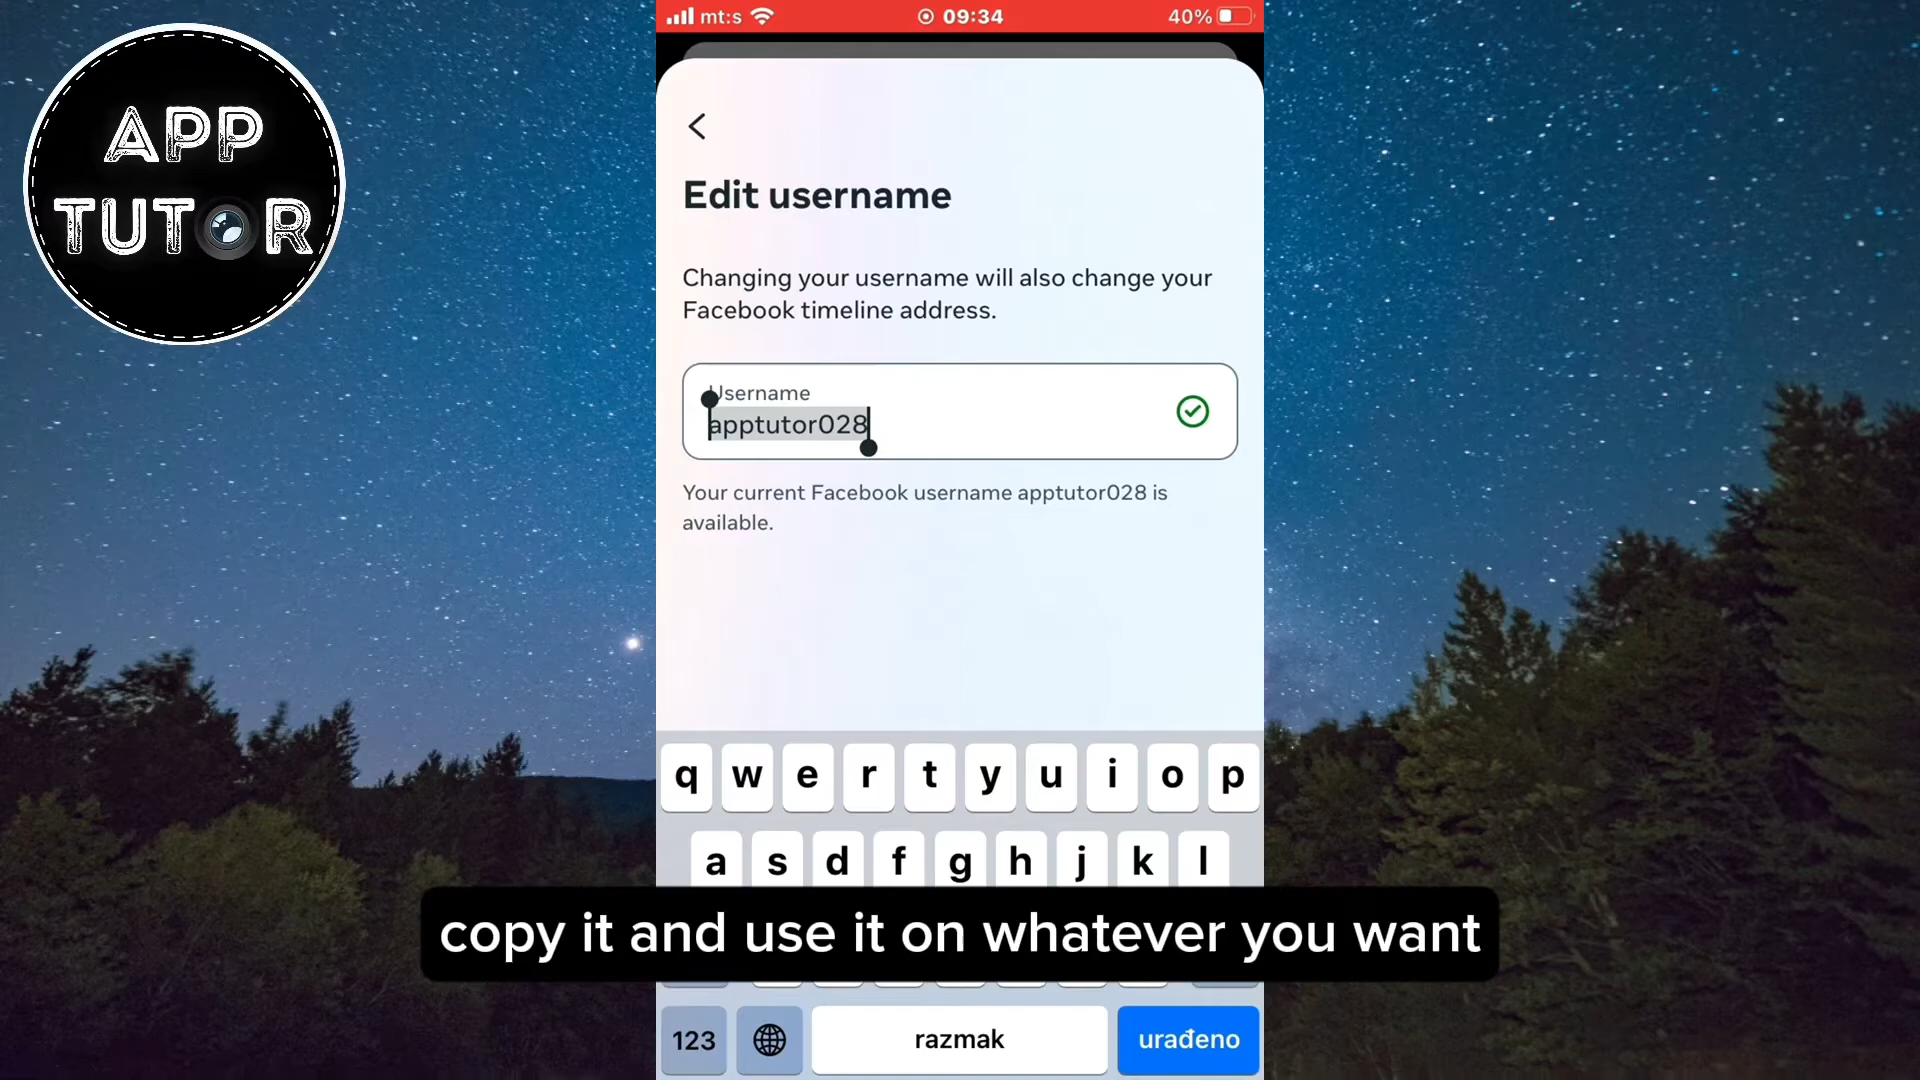 APP
TUTOR
mt:s
09:34
40%
Edit username
Changing your username will also change your
Facebook timeline address.
Username
apptutor028
Your current Facebook username apptutor028 is
available.
q w e r t y u i o p
a s d f g h j k l
copy it and use it on whatever you want
123
razmak
urađeno